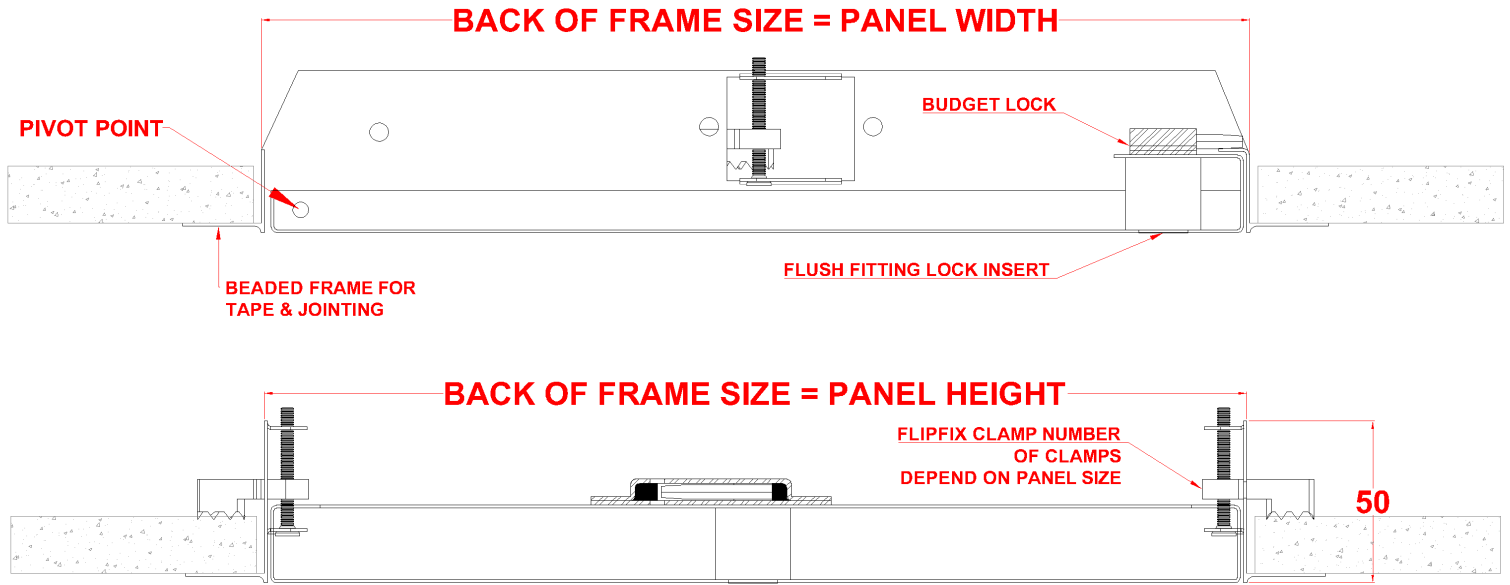 BACK OF FRAME SIZE = PANEL WIDTH
BUDGET LOCK
PIVOT POINT
FLUSH FITTING LOCK INSERT
BEADED FRAME FOR
TAPE & JOINTING
BACK OF FRAME SIZE = PANEL HEIGHT
FLIPFIX CLAMP NUMBER
OF CLAMPS
DEPEND ON PANEL SIZE
50